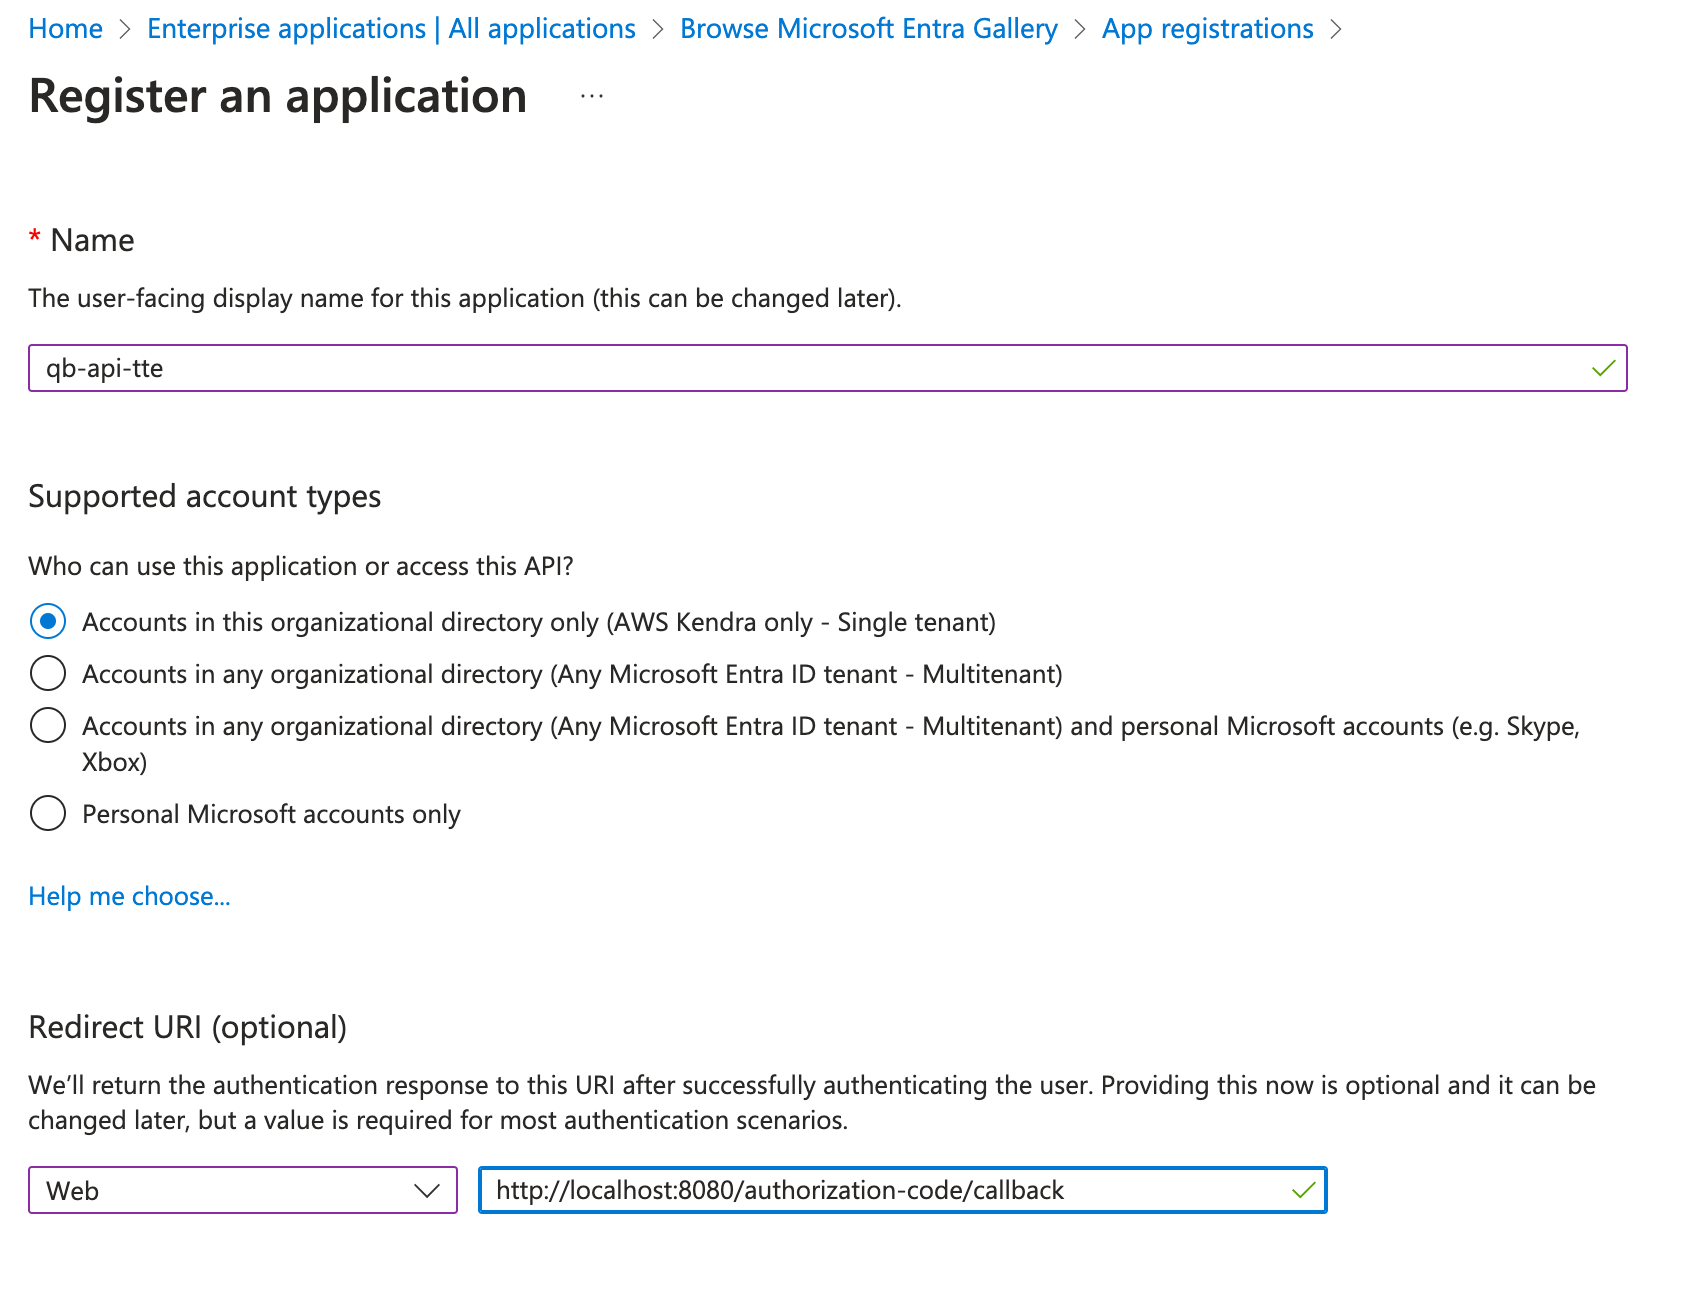 Home > Enterprise applications | All applications > Browse Microsoft Entra Gallery > App registrations >
Register an application ...
* Name
The user-facing display name for this application (this can be changed later).
qb-api-tte
Supported account types
Who can use this application or access this API?
Accounts in this organizational directory only (AWS Kendra only - Single tenant)
Accounts in any organizational directory (Any Microsoft Entra ID tenant - Multitenant)
Accounts in any organizational directory (Any Microsoft Entra ID tenant - Multitenant) and personal Microsoft accounts (e.g. Skype,
Xbox)
Personal Microsoft accounts only
Help me choose...
Redirect URI (optional)
We’ll return the authentication response to this URI after successfully authenticating the user. Providing this now is optional and it can be
changed later, but a value is required for most authentication scenarios.
Web http://localhost:8080/authorization-code/callback